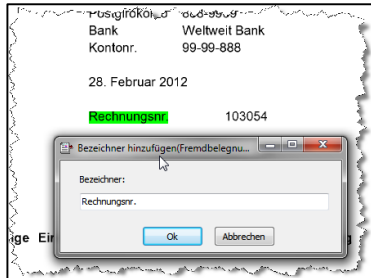 Bank Weltweit Bank
Kontonr. 99-99-888
28. Februar 2012
Rechnungsnr. 103054
Bezeichner hinzufügen(Fremdbelegnu...
Bezeichner:
Rechnungsnr.
Ok Abbrechen